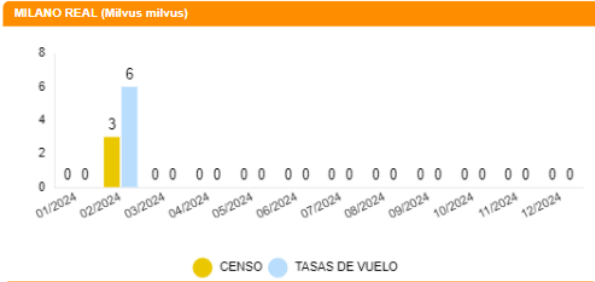 MILANO REAL (Milvus milvus)
8
6
4
2
0
0 0 3 6 0 0 0 0 0 0 0 0 0 0 0 0 0 0 0 0 0 0 0 0
01/2024 02/2024 03/2024 04/2024 05/2024 06/2024 07/2024 08/2024 09/2024 10/2024 11/2024 12/2024
CENSO TASAS DE VUELO